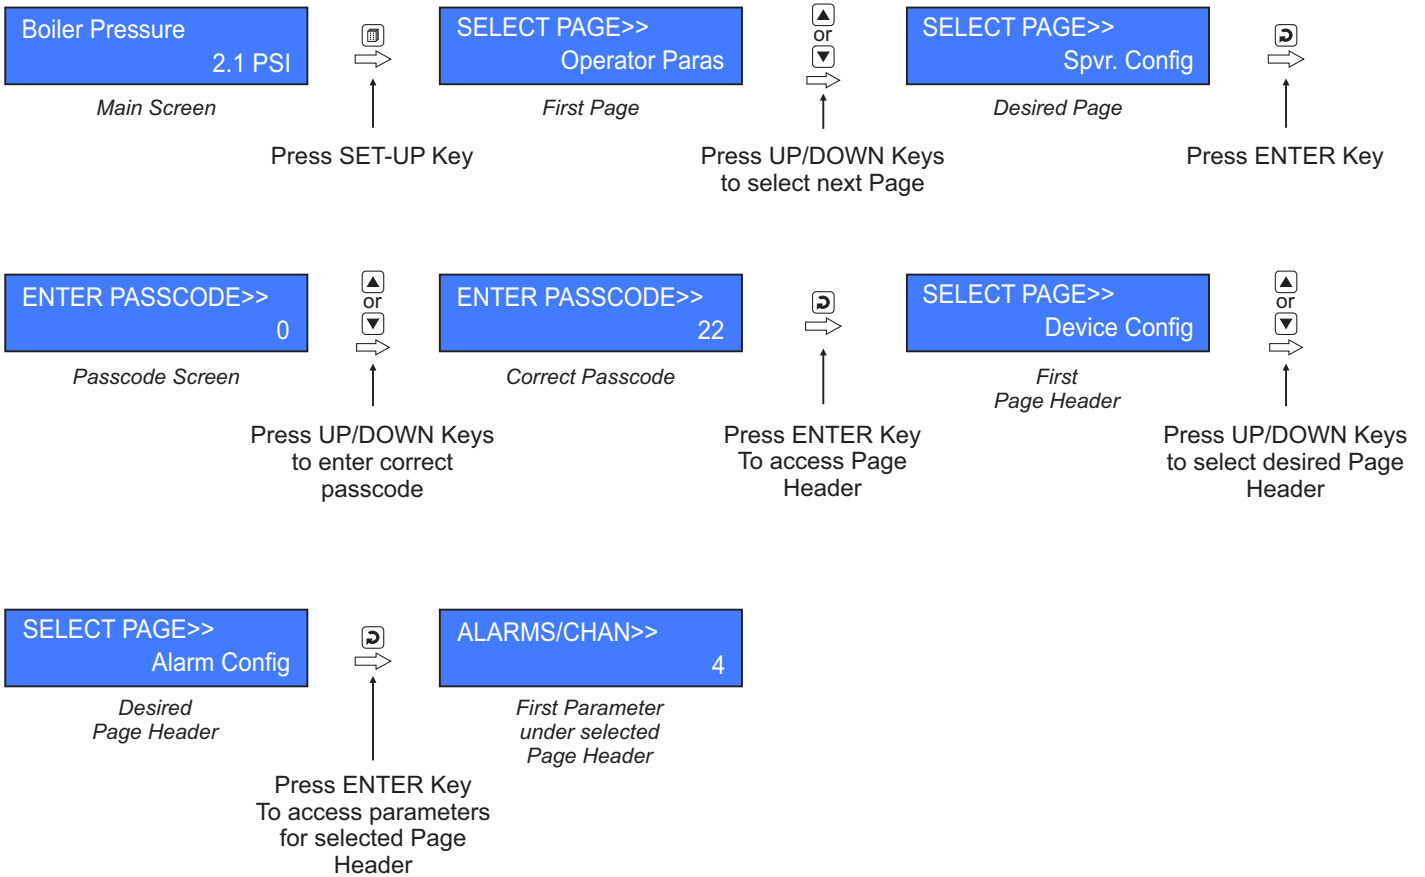 Boiler Pressure
2.1 PSI
Main Screen
Press SET-UP Key
SELECT PAGE>>
Operator Paras
First Page
or
Press UP/DOWN Keys
to select next Page
SELECT PAGE>>
Spvr. Config
Desired Page
Press ENTER Key
ENTER PASSCODE>>
0
Passcode Screen
or
Press UP/DOWN Keys
to enter correct
passcode
ENTER PASSCODE>>
22
Correct Passcode
Press ENTER Key
To access Page
Header
SELECT PAGE>>
Device Config
First
Page Header
or
Press UP/DOWN Keys
to select desired Page
Header
SELECT PAGE>>
Alarm Config
Desired
Page Header
Press ENTER Key
To access parameters
for selected Page
Header
ALARMS/CHAN>>
4
First Parameter
under selected
Page Header